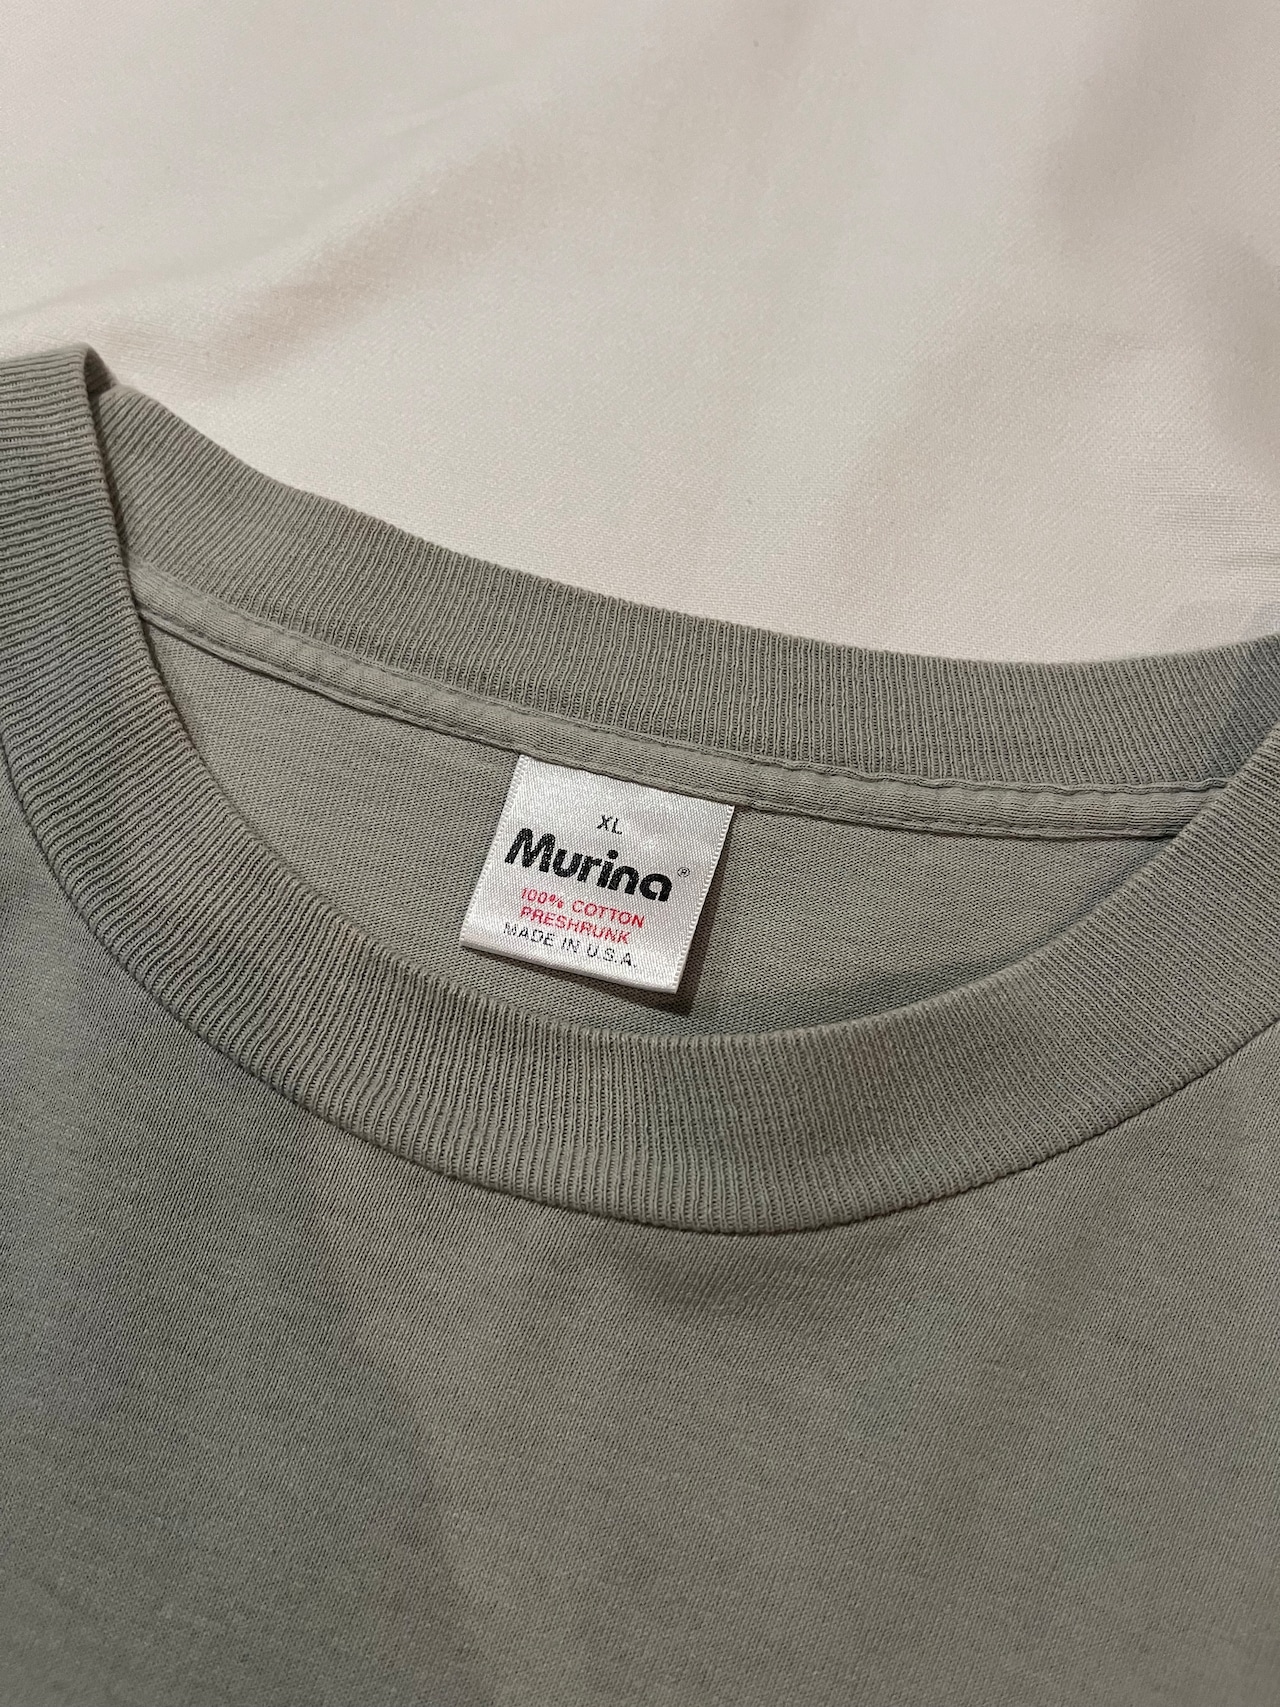 XL
Murina®
100% COTTON
PRESHRUNK
MADE IN U.S.A.